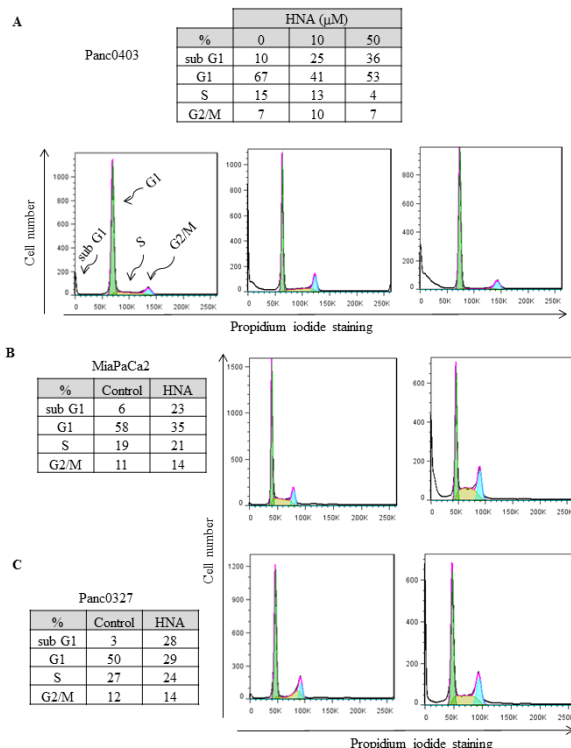 A
HNA (μM)
Panc0403
% 0 10 50
sub G1 10 25 36
G1 67 41 53
S 15 13 4
G2/M 7 10 7
Cell number
1000
800
600
400
200
0
0 50K 100K 150K 200K 250K
sub G1
G1
S
G2/M
1000
800
600
400
200
0
0 50K 100K 150K 200K 250K
800
600
400
200
0
0 50K 100K 150K 200K 250K
Propidium iodide staining
B
MiaPaCa2
% Control HNA
sub G1 6 23
G1 58 35
S 19 21
G2/M 11 14
Cell number
1500
1000
500
0
0 50K 100K 150K 200K 250K
800
600
400
200
0
0 50K 100K 150K 200K 250K
C
Panc0327
% Control HNA
sub G1 3 28
G1 50 29
S 27 24
G2/M 12 14
1200
900
600
300
0
0 50K 100K 150K 200K 250K
600
400
200
0
0 50K 100K 150K 200K 250K
Propidium iodide staining